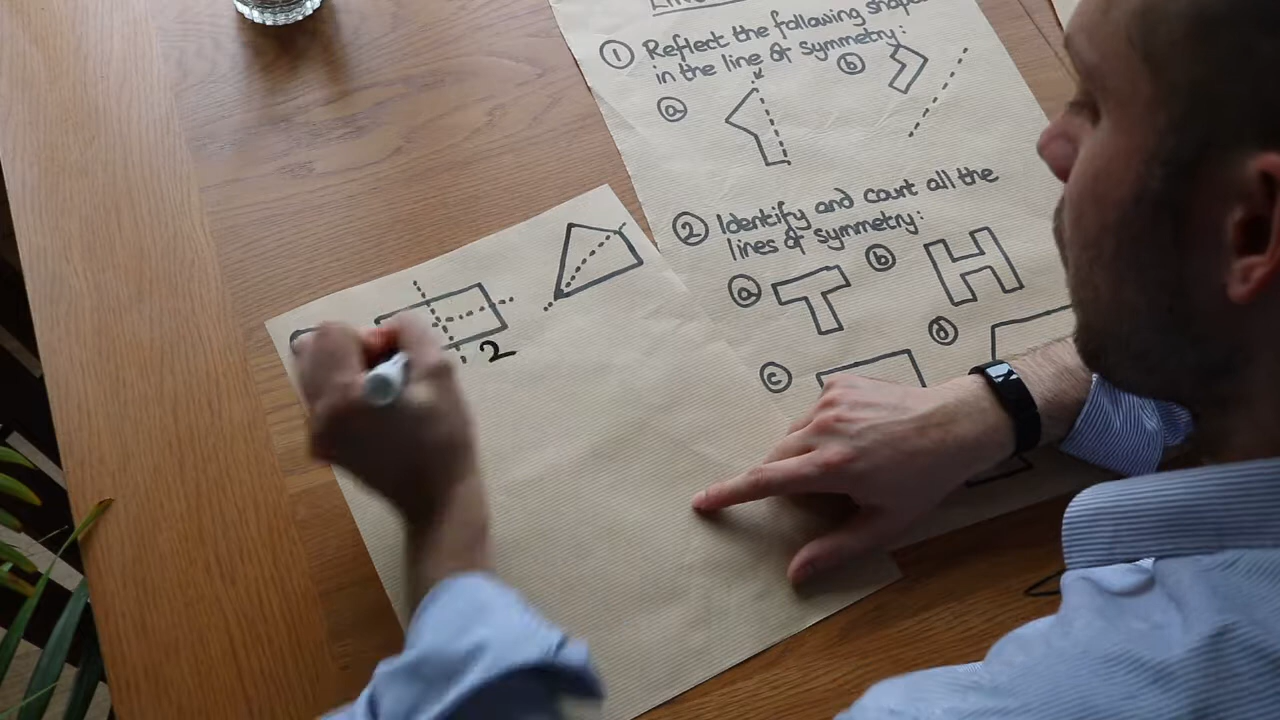 ① Reflect the following shapes
in the line of symmetry:
ⓐ
ⓑ
② Identify and count all the
lines of symmetry:
ⓐ
ⓑ
ⓒ
ⓓ
2